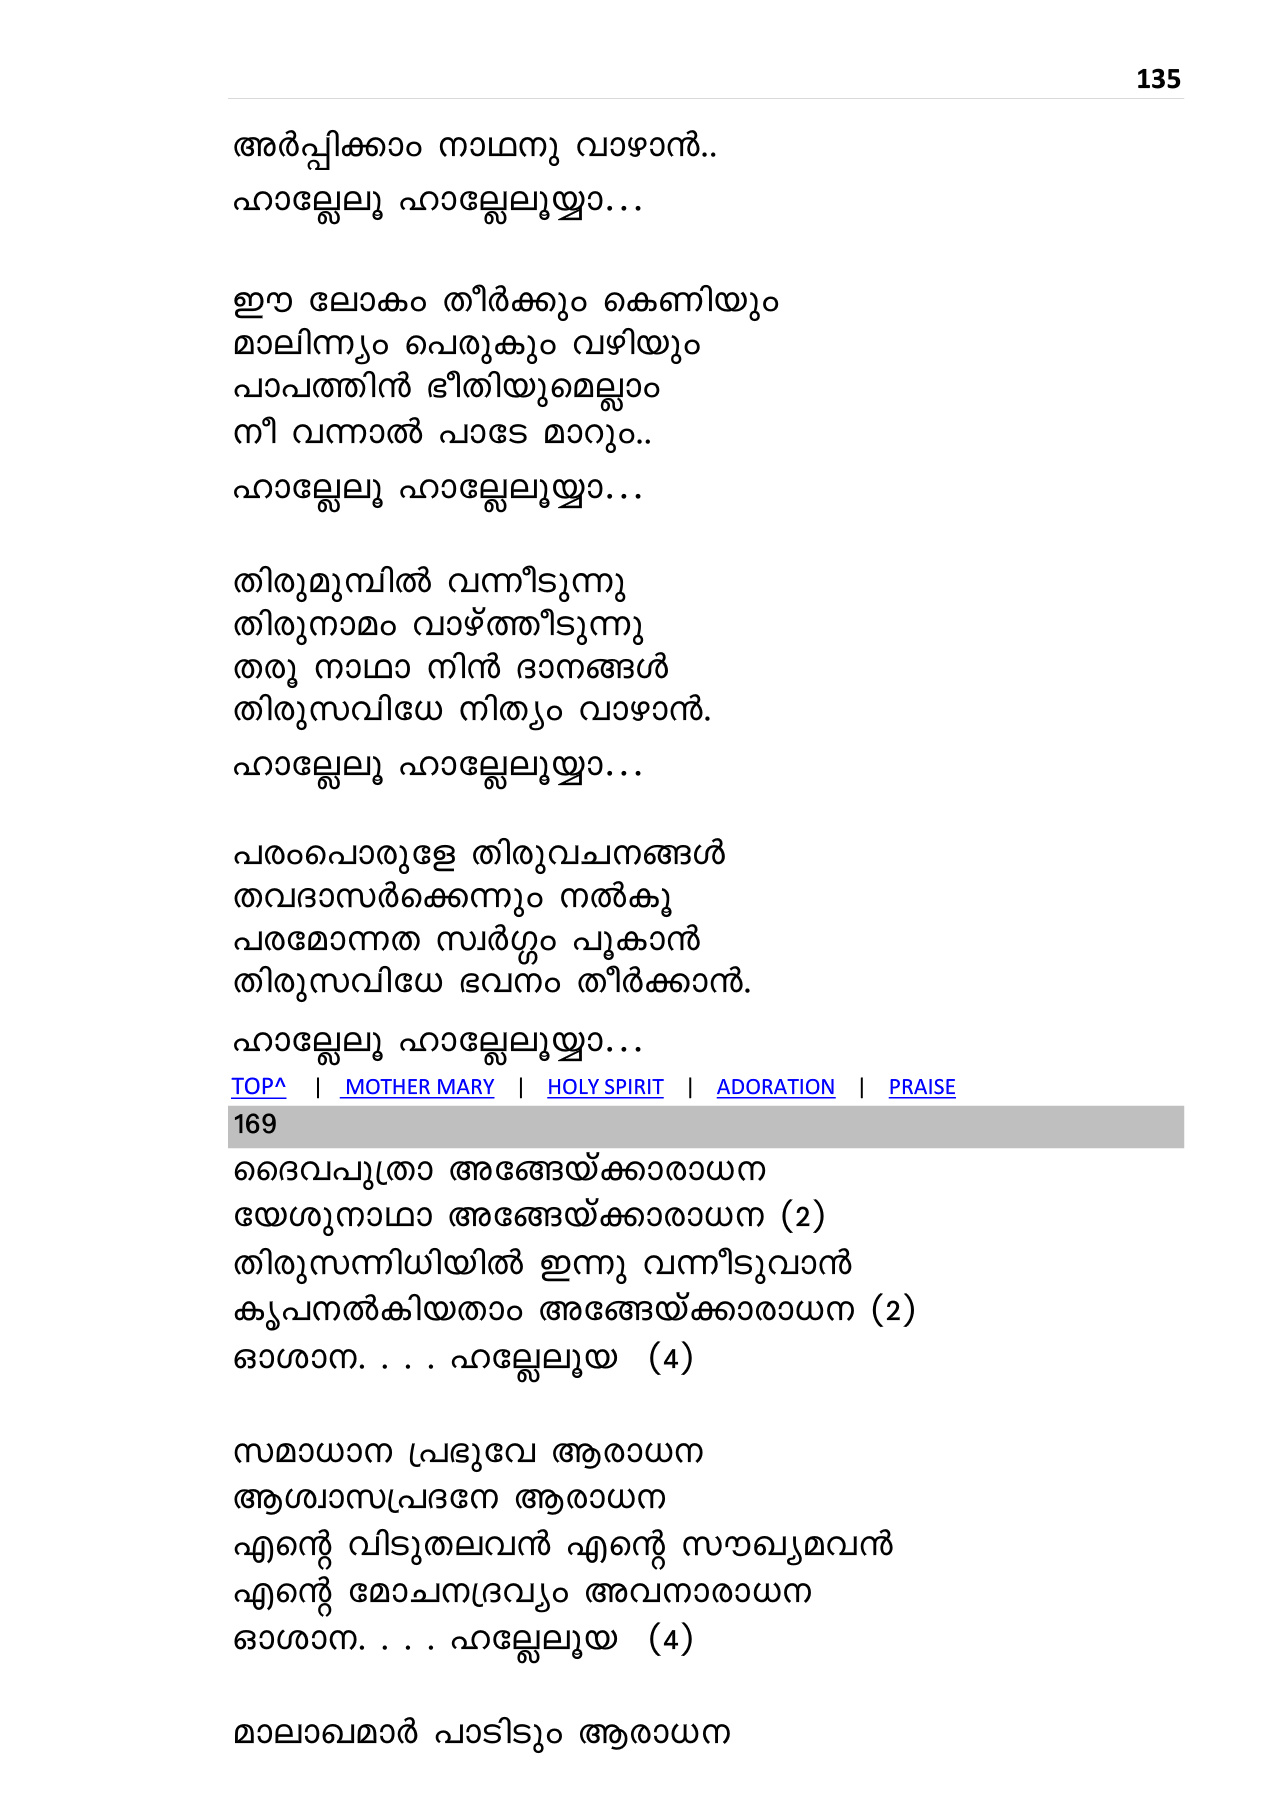 135
അർപ്പിക്കാം നാഥനു വാഴാൻ..
ഹാല്ലേലൂ ഹാല്ലേലൂയ്യാ...
ഈ ലോകം തീർക്കും കെണിയും
മാലിന്ന്യം പെരുകും വഴിയും
പാപത്തിൻ ഭീതിയുമെല്ലാം
നീ വന്നാൽ പാടേ മാറും..
ഹാല്ലേലൂ ഹാല്ലേലൂയ്യാ...
തിരുമുമ്പിൽ വന്നീടുന്നു
തിരുനാമം വാഴ്ത്തീടുന്നു
തരൂ നാഥാ നിൻ ദാനങ്ങൾ
തിരുസവിധേ നിത്യം വാഴാൻ.
ഹാല്ലേലൂ ഹാല്ലേലൂയ്യാ...
പരംപൊരുളേ തിരുവചനങ്ങൾ
തവദാസർക്കെന്നും നൽകൂ
പരമോന്നത സ്വർഗ്ഗം പൂകാൻ
തിരുസവിധേ ഭവനം തീർക്കാൻ.
ഹാല്ലേലൂ ഹാല്ലേലൂയ്യാ...
TOP^ | MOTHER MARY | HOLY SPIRIT | ADORATION | PRAISE
169
ദൈവപുത്രാ അങ്ങേയ്ക്കാരാധന
യേശുനാഥാ അങ്ങേയ്ക്കാരാധന (2)
തിരുസന്നിധിയിൽ ഇന്നു വന്നീടുവാൻ
കൃപനൽകിയതാം അങ്ങേയ്ക്കാരാധന (2)
ഓശാന. . . . ഹല്ലേലൂയ (4)
സമാധാന പ്രഭുവേ ആരാധന
ആശ്വാസപ്രദനേ ആരാധന
എന്റെ വിടുതലവൻ എന്റെ സൗഖ്യമവൻ
എന്റെ മോചനദ്രവ്യം അവനാരാധന
ഓശാന. . . . ഹല്ലേലൂയ (4)
മാലാഖമാർ പാടിടും ആരാധന